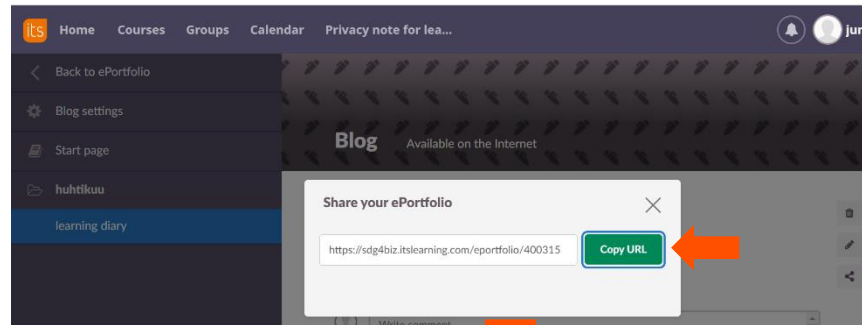 its Home Courses Groups Calendar Privacy note for lea... jur
Back to ePortfolio
Blog settings
Start page
huhtikuu
learning diary
Blog Available on the Internet
Share your ePortfolio
https://sdg4biz.itslearning.com/eportfolio/400315 Copy URL
Write comment